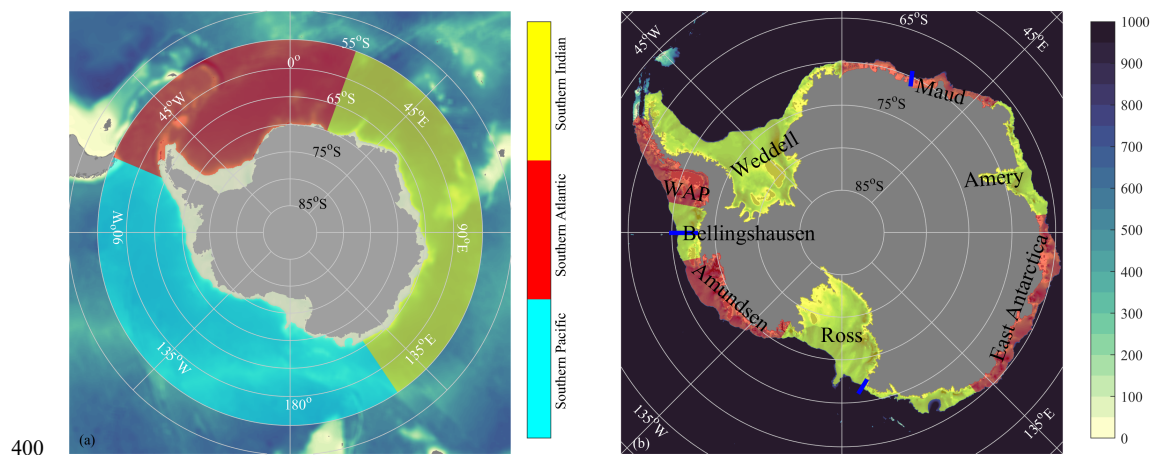 55°S
0°
45°W
65°S
45°E
75°S
85°S
90°W
90°E
135°W
135°E
180°
(a)
Southern Indian
Southern Atlantic
Southern Pacific
400
45°W
65°S
45°E
Maud
75°S
Weddell
Amery
WAP
85°S
Bellingshausen
Amundsen
Ross
East Antarctica
135°W
135°E
(b)
1000
900
800
700
600
500
400
300
200
100
0